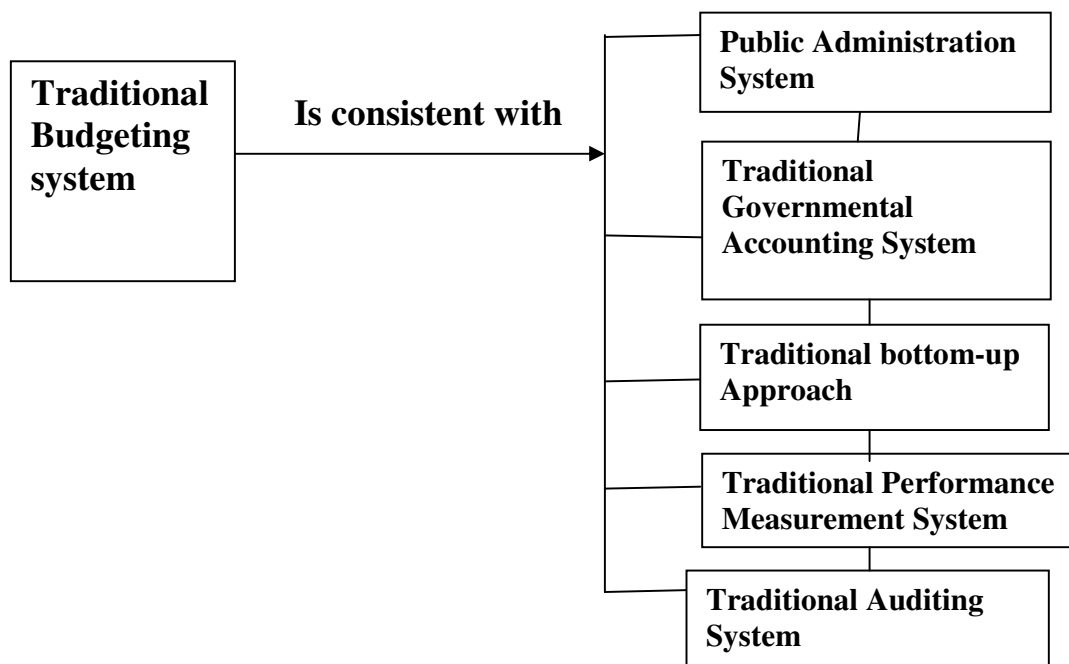 Traditional
Budgeting
system
Is consistent with
Public Administration
System
Traditional
Governmental
Accounting System
Traditional bottom-up
Approach
Traditional Performance
Measurement System
Traditional Auditing
System